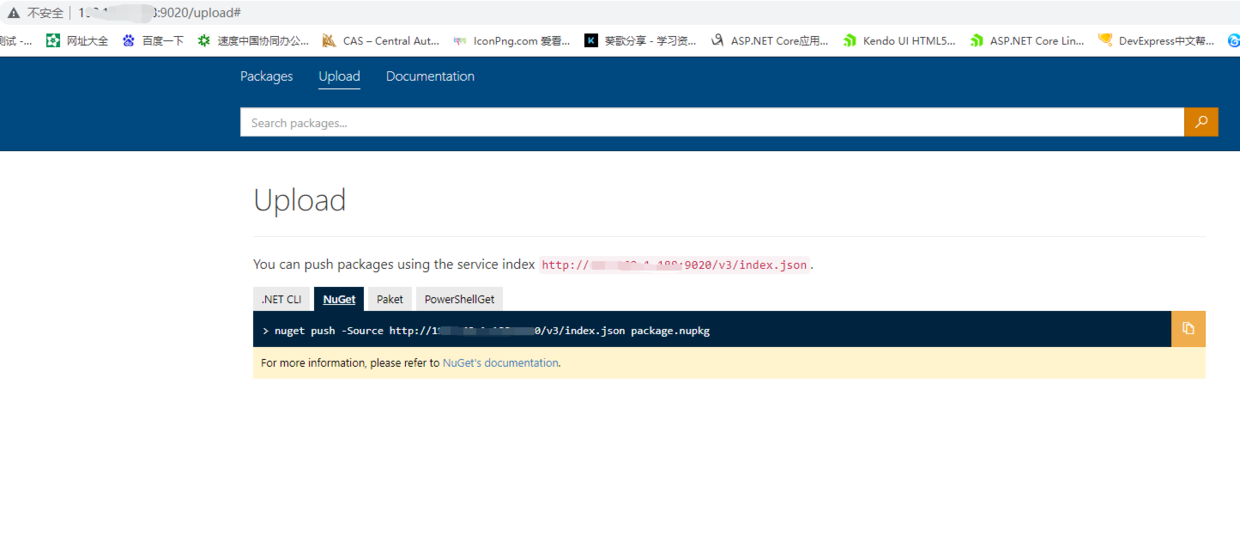 不安全 :9020/upload#
测试 -... 网址大全 百度一下 速度中国协同办公... CAS – Central Aut... IconPng.com 爱看... 葵歌分享 - 学习资... ASP.NET Core应用... Kendo UI HTML5... ASP.NET Core Lin... DevExpress中文帮...
Packages Upload Documentation
Search packages...
Upload
You can push packages using the service index http:// :9020/v3/index.json .
.NET CLI NuGet Paket PowerShellGet
> nuget push -Source http://1 0/v3/index.json package.nupkg
For more information, please refer to NuGet's documentation.